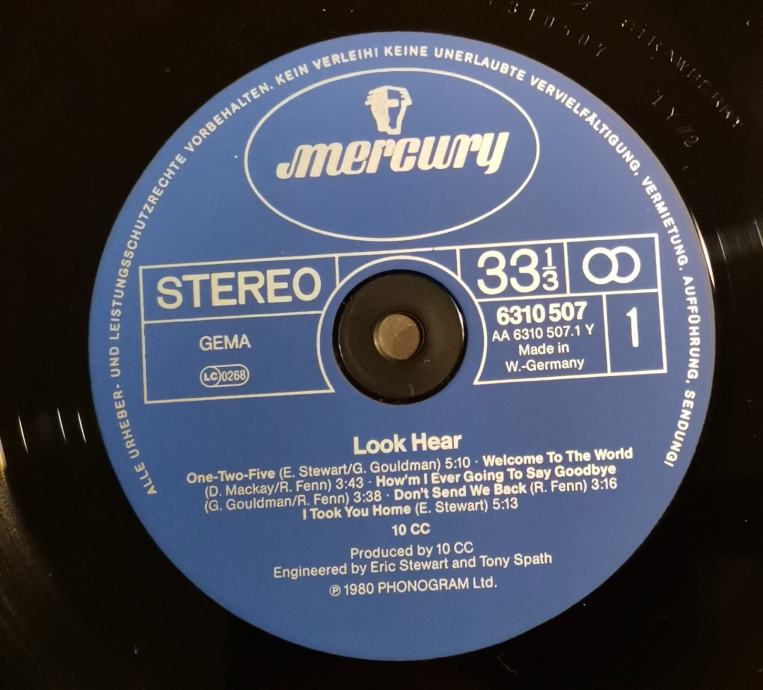 ALLE URHEBER- UND LEISTUNGSSCHUTZRECHTE VORBEHALTEN. KEIN VERLEIH! KEINE UNERLAUBTE VERVIELFÄLTIGUNG, VERMIETUNG, AUFFÜHRUNG, SENDUNG!
mercury
STEREO
33 1/3
GEMA
LC 0268
6310 507
AA 6310 507.1 Y
Made in
W.-Germany
1
Look Hear
One-Two-Five (E. Stewart/G. Gouldman) 5:10 · Welcome To The World
(D. Mackay/R. Fenn) 3:43 · How'm I Ever Going To Say Goodbye
(G. Gouldman/R. Fenn) 3:38 · Don't Send We Back (R. Fenn) 3:16
I Took You Home (E. Stewart) 5:13
10 CC
Produced by 10 CC
Engineered by Eric Stewart and Tony Spath
℗ 1980 PHONOGRAM Ltd.
STRAWBERRY